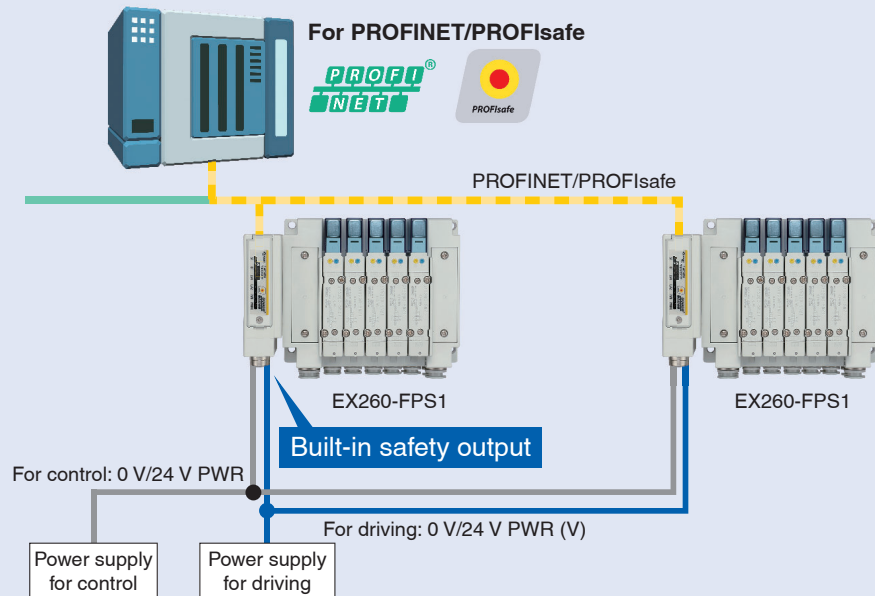 For PROFINET/PROFIsafe
PROFI
NET
®
PROFIsafe
PROFINET/PROFIsafe
EX260-FPS1
EX260-FPS1
Built-in safety output
For control: 0 V/24 V PWR
For driving: 0 V/24 V PWR (V)
Power supply
for control
Power supply
for driving